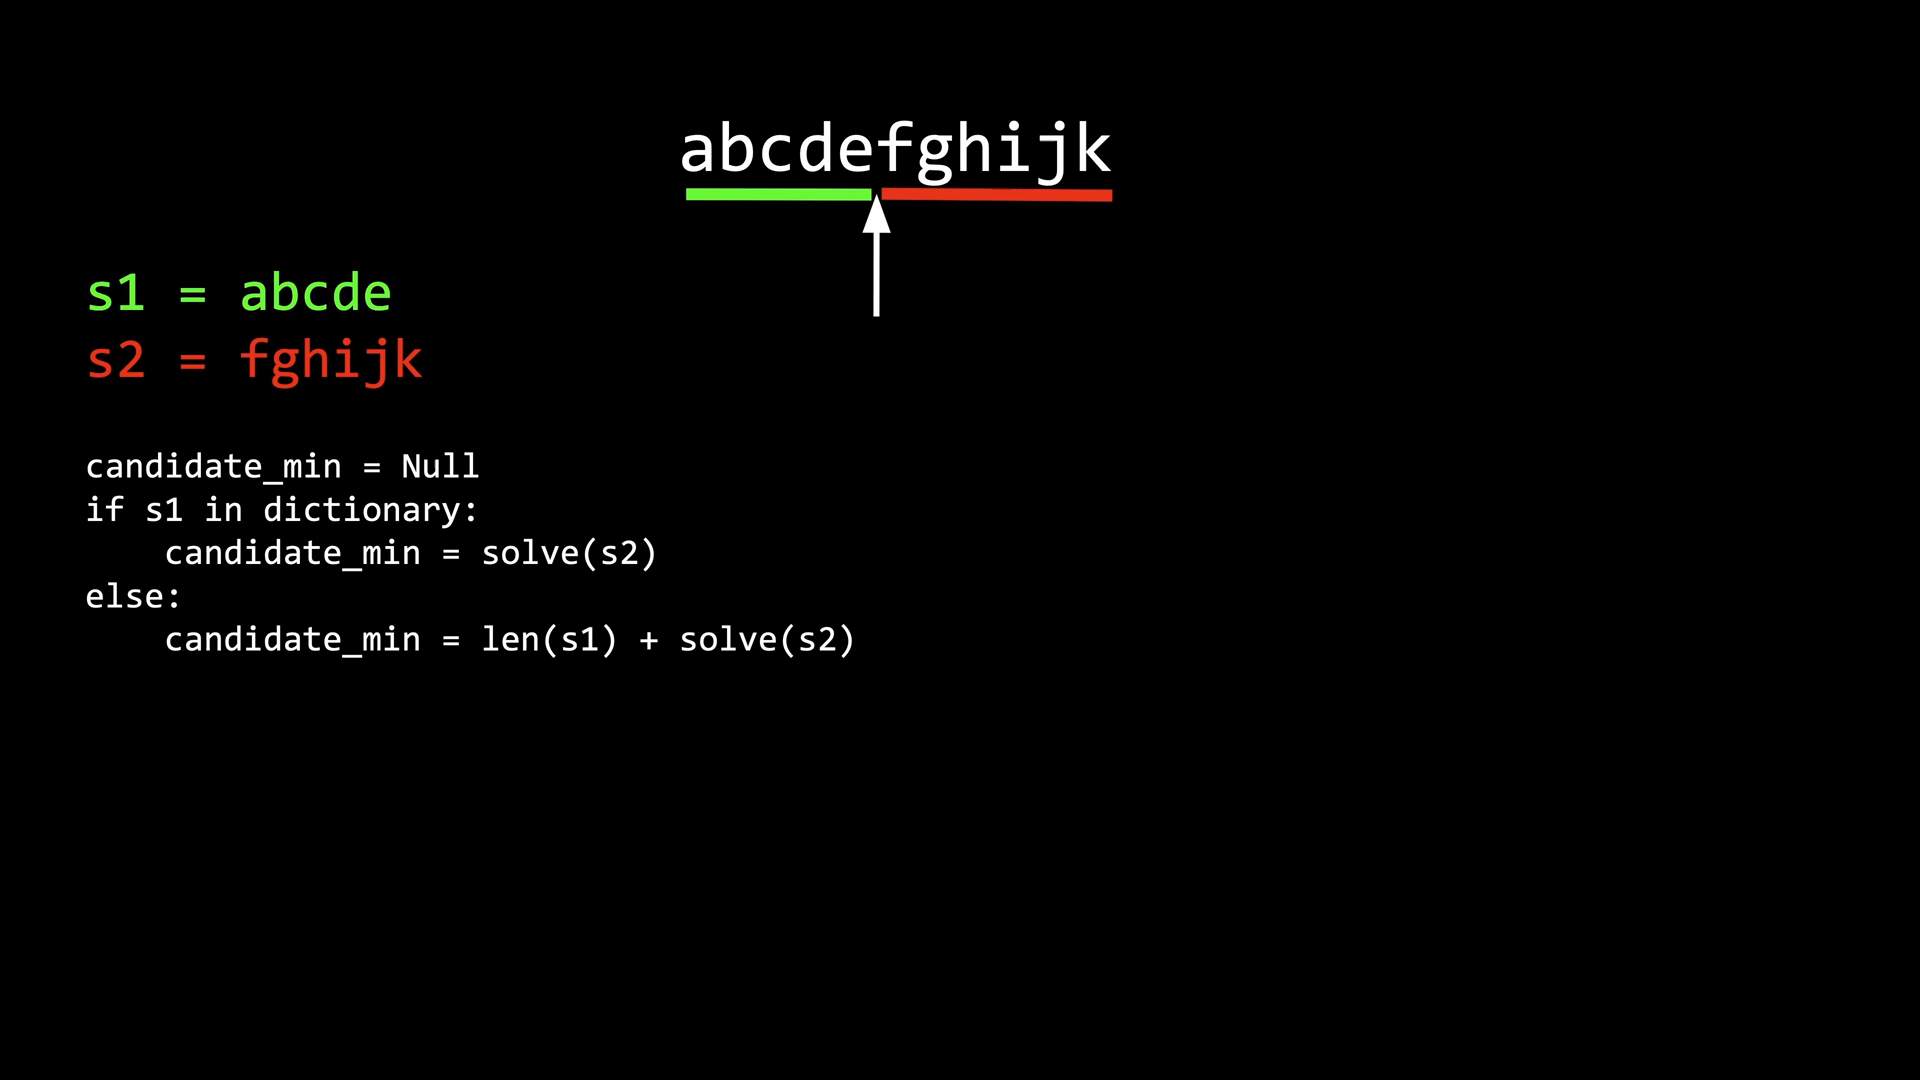 abcdefghijk
s1 = abcde
s2 = fghijk
candidate_min = Null
if s1 in dictionary:
    candidate_min = solve(s2)
else:
    candidate_min = len(s1) + solve(s2)